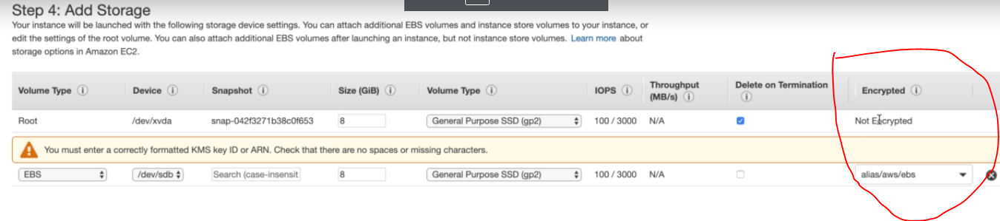 Step 4: Add Storage
Your instance will be launched with the following storage device settings. You can attach additional EBS volumes and instance store volumes to your instance, or
edit the settings of the root volume. You can also attach additional EBS volumes after launching an instance, but not instance store volumes. Learn more about
storage options in Amazon EC2.
Volume Type Device Snapshot Size (GiB) Volume Type IOPS Throughput (MB/s) Delete on Termination Encrypted
Root /dev/xvda snap-042f3271b38c0f653 8 General Purpose SSD (gp2) 100 / 3000 N/A Not Encrypted
You must enter a correctly formatted KMS key ID or ARN. Check that there are no spaces or missing characters.
EBS /dev/sdb Search (case-insensit 8 General Purpose SSD (gp2) 100 / 3000 N/A alias/aws/ebs